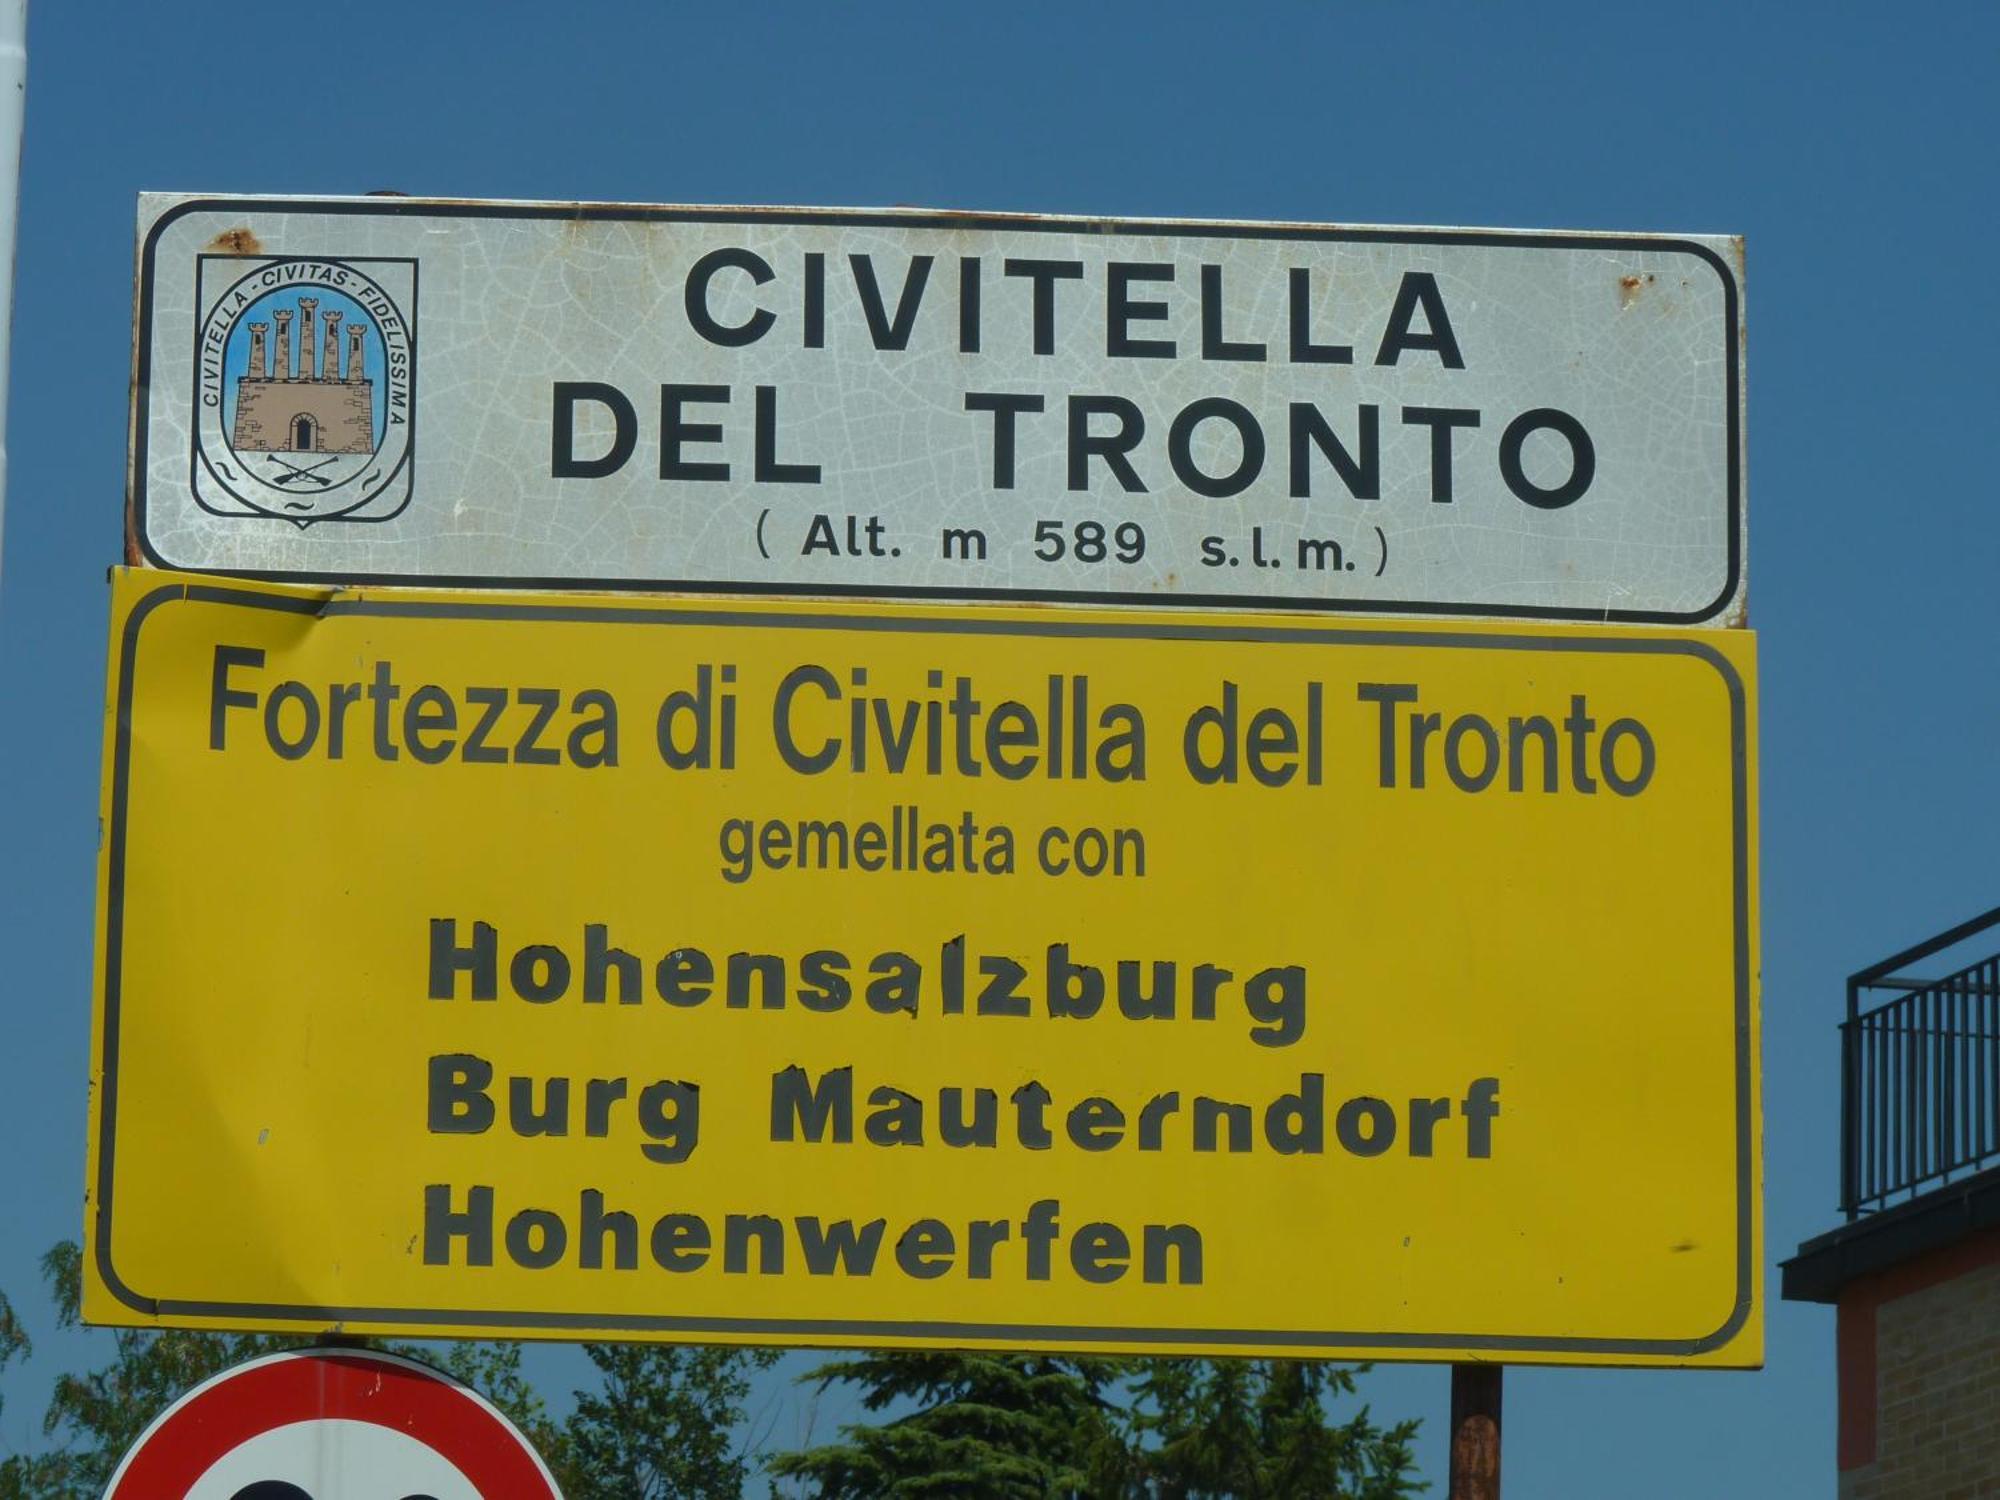 CIVITELLA - CIVITAS - FIDELISSIMA
CIVITELLA
DEL TRONTO
( Alt. m 589 s.l.m. )
Fortezza di Civitella del Tronto
gemellata con
Hohensalzburg
Burg Mauterndorf
Hohenwerfen